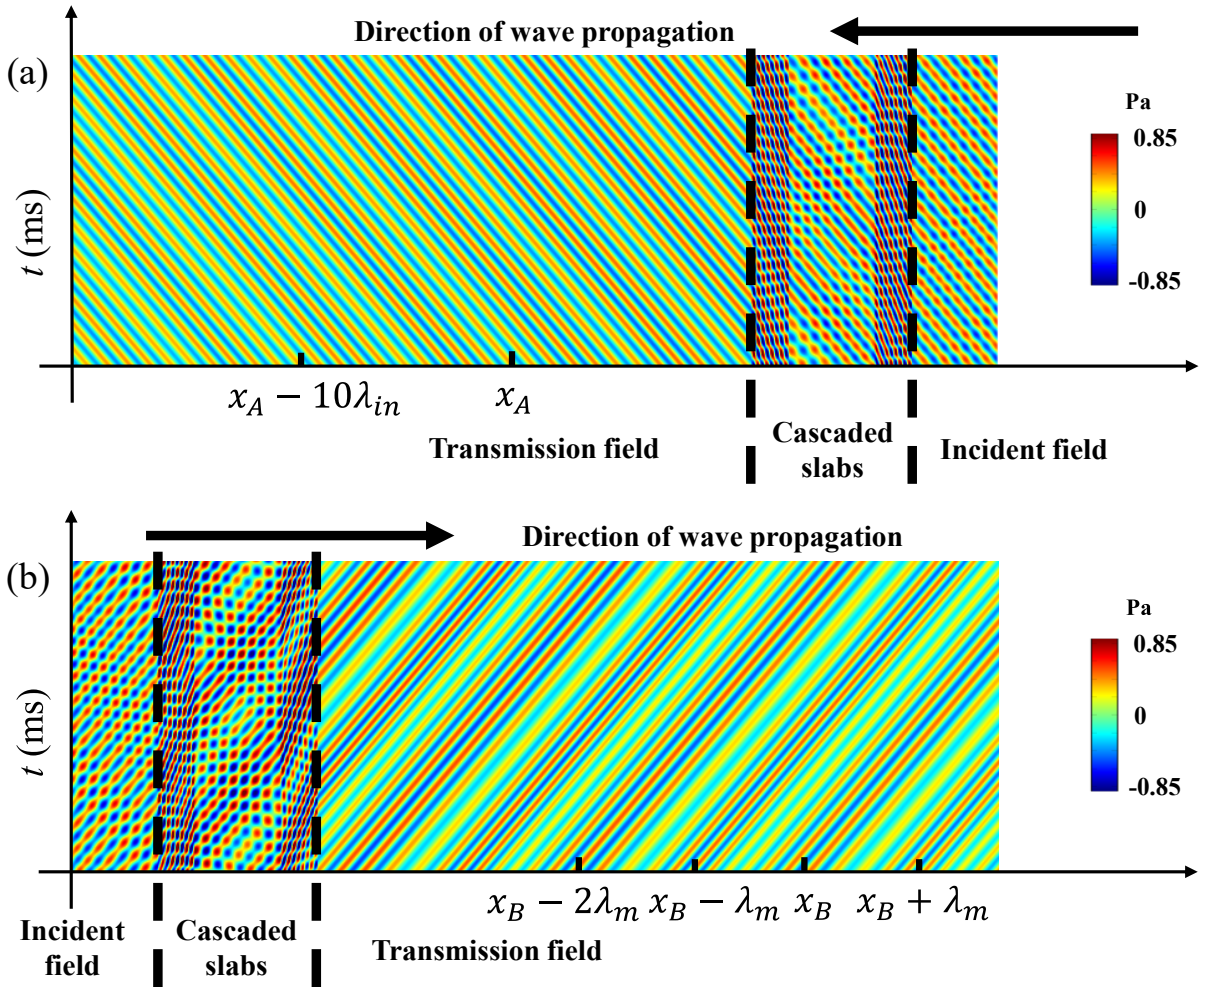 Direction of wave propagation
(a)
Pa
0.85
0
-0.85
t (ms)
x_A − 10λ_in
x_A
Transmission field
Cascaded
slabs
Incident field
Direction of wave propagation
(b)
Pa
0.85
0
-0.85
t (ms)
x_B − 2λ_m x_B − λ_m x_B x_B + λ_m
Incident
field
Cascaded
slabs
Transmission field